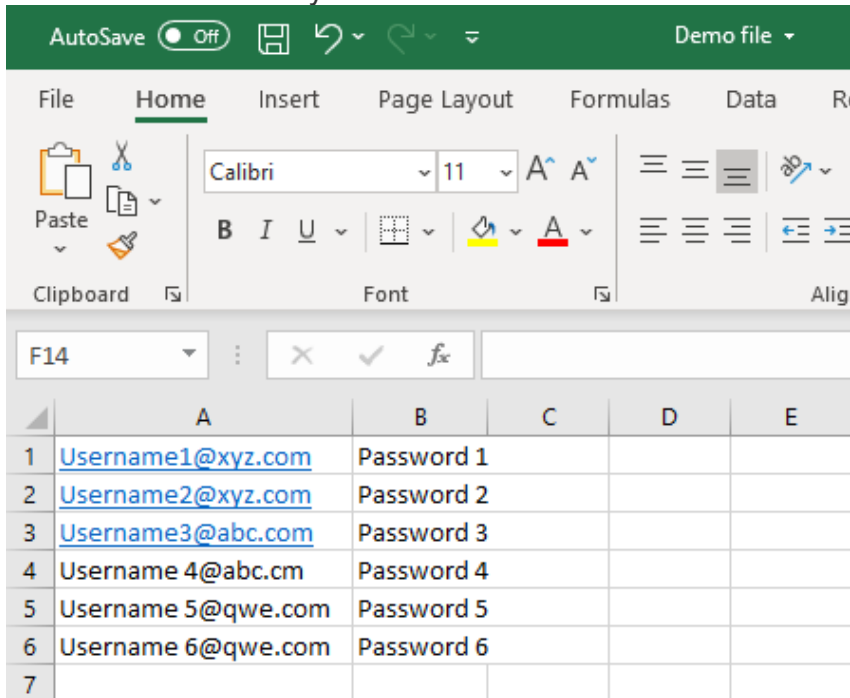 AutoSave Off Demo file
File Home Insert Page Layout Formulas Data
Calibri 11 A A
Paste B I U A
Clipboard Font Alig
F14 fx
A B C D E
1 Username1@xyz.com Password 1
2 Username2@xyz.com Password 2
3 Username3@abc.com Password 3
4 Username 4@abc.cm Password 4
5 Username 5@qwe.com Password 5
6 Username 6@qwe.com Password 6
7